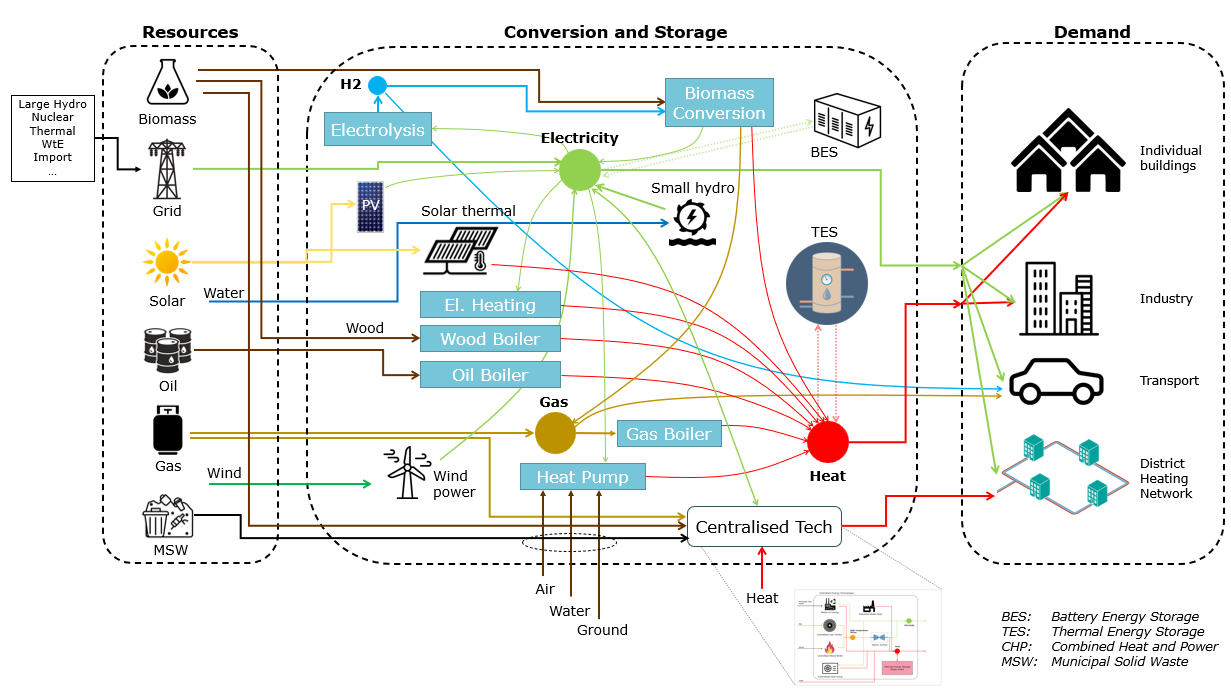 Resources
Conversion and Storage
Demand
Large Hydro
Nuclear
Thermal
WtE
Import
...
Biomass
Grid
Solar
Oil
Gas
MSW
Water
Wood
Wind
H2
Electrolysis
Biomass
Conversion
Electricity
BES
PV
Small hydro
Solar thermal
TES
El. Heating
Wood Boiler
Oil Boiler
Gas
Gas Boiler
Heat
Wind
power
Heat Pump
Centralised Tech
Air
Water
Ground
Heat
Individual
buildings
Industry
Transport
District
Heating
Network
BES: Battery Energy Storage
TES: Thermal Energy Storage
CHP: Combined Heat and Power
MSW: Municipal Solid Waste